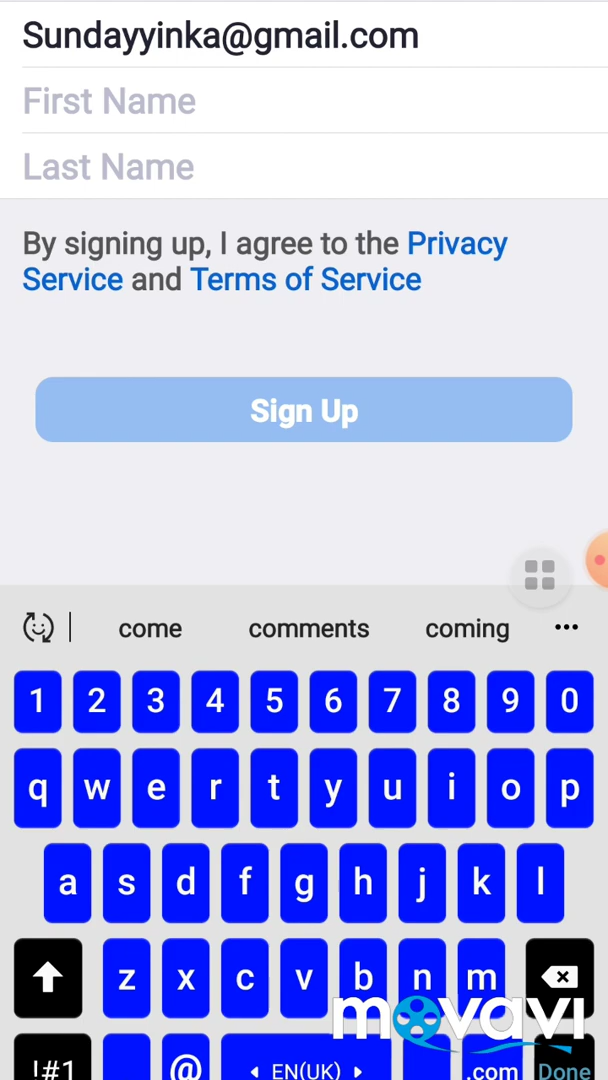 Sundayyinka@gmail.com
First Name
Last Name
By signing up, I agree to the Privacy
Service and Terms of Service
Sign Up
come comments coming
1 2 3 4 5 6 7 8 9 0
q w e r t y u i o p
a s d f g h j k l
z x c v b n m
movavi
!#1 @ EN(UK) .com Done